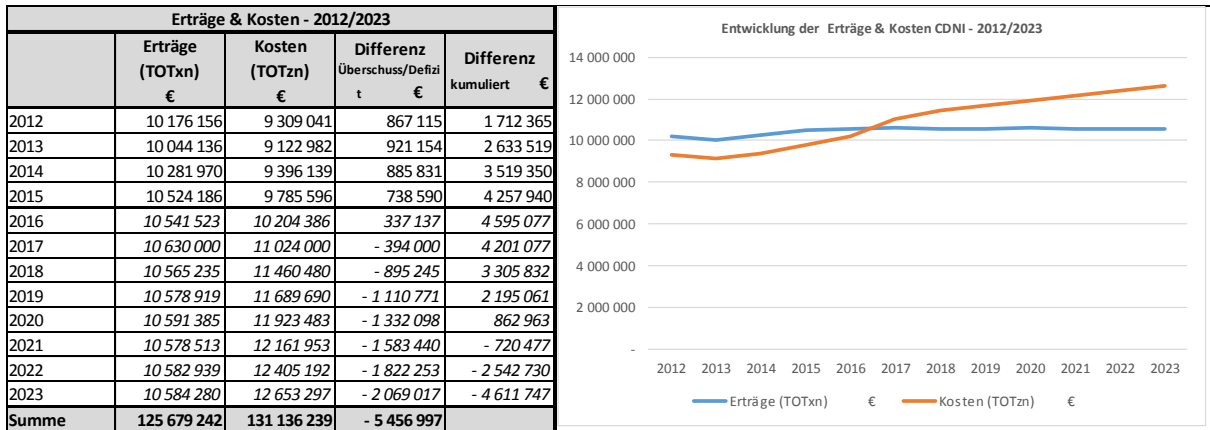 Erträge & Kosten - 2012/2023
Erträge (TOTxn) € Kosten (TOTzn) € Differenz Überschuss/Defizit € Differenz kumuliert €
2012 10 176 156 9 309 041 867 115 1 712 365
2013 10 044 136 9 122 982 921 154 2 633 519
2014 10 281 970 9 396 139 885 831 3 519 350
2015 10 524 186 9 785 596 738 590 4 257 940
2016 10 541 523 10 204 386 337 137 4 595 077
2017 10 630 000 11 024 000 - 394 000 4 201 077
2018 10 565 235 11 460 480 - 895 245 3 305 832
2019 10 578 919 11 689 690 - 1 110 771 2 195 061
2020 10 591 385 11 923 483 - 1 332 098 862 963
2021 10 578 513 12 161 953 - 1 583 440 - 720 477
2022 10 582 939 12 405 192 - 1 822 253 - 2 542 730
2023 10 584 280 12 653 297 - 2 069 017 - 4 611 747
Summe 125 679 242 131 136 239 - 5 456 997
Entwicklung der Erträge & Kosten CDNI - 2012/2023
14 000 000
12 000 000
10 000 000
8 000 000
6 000 000
4 000 000
2 000 000
-
2012 2013 2014 2015 2016 2017 2018 2019 2020 2021 2022 2023
Erträge (TOTxn) € Kosten (TOTzn) €